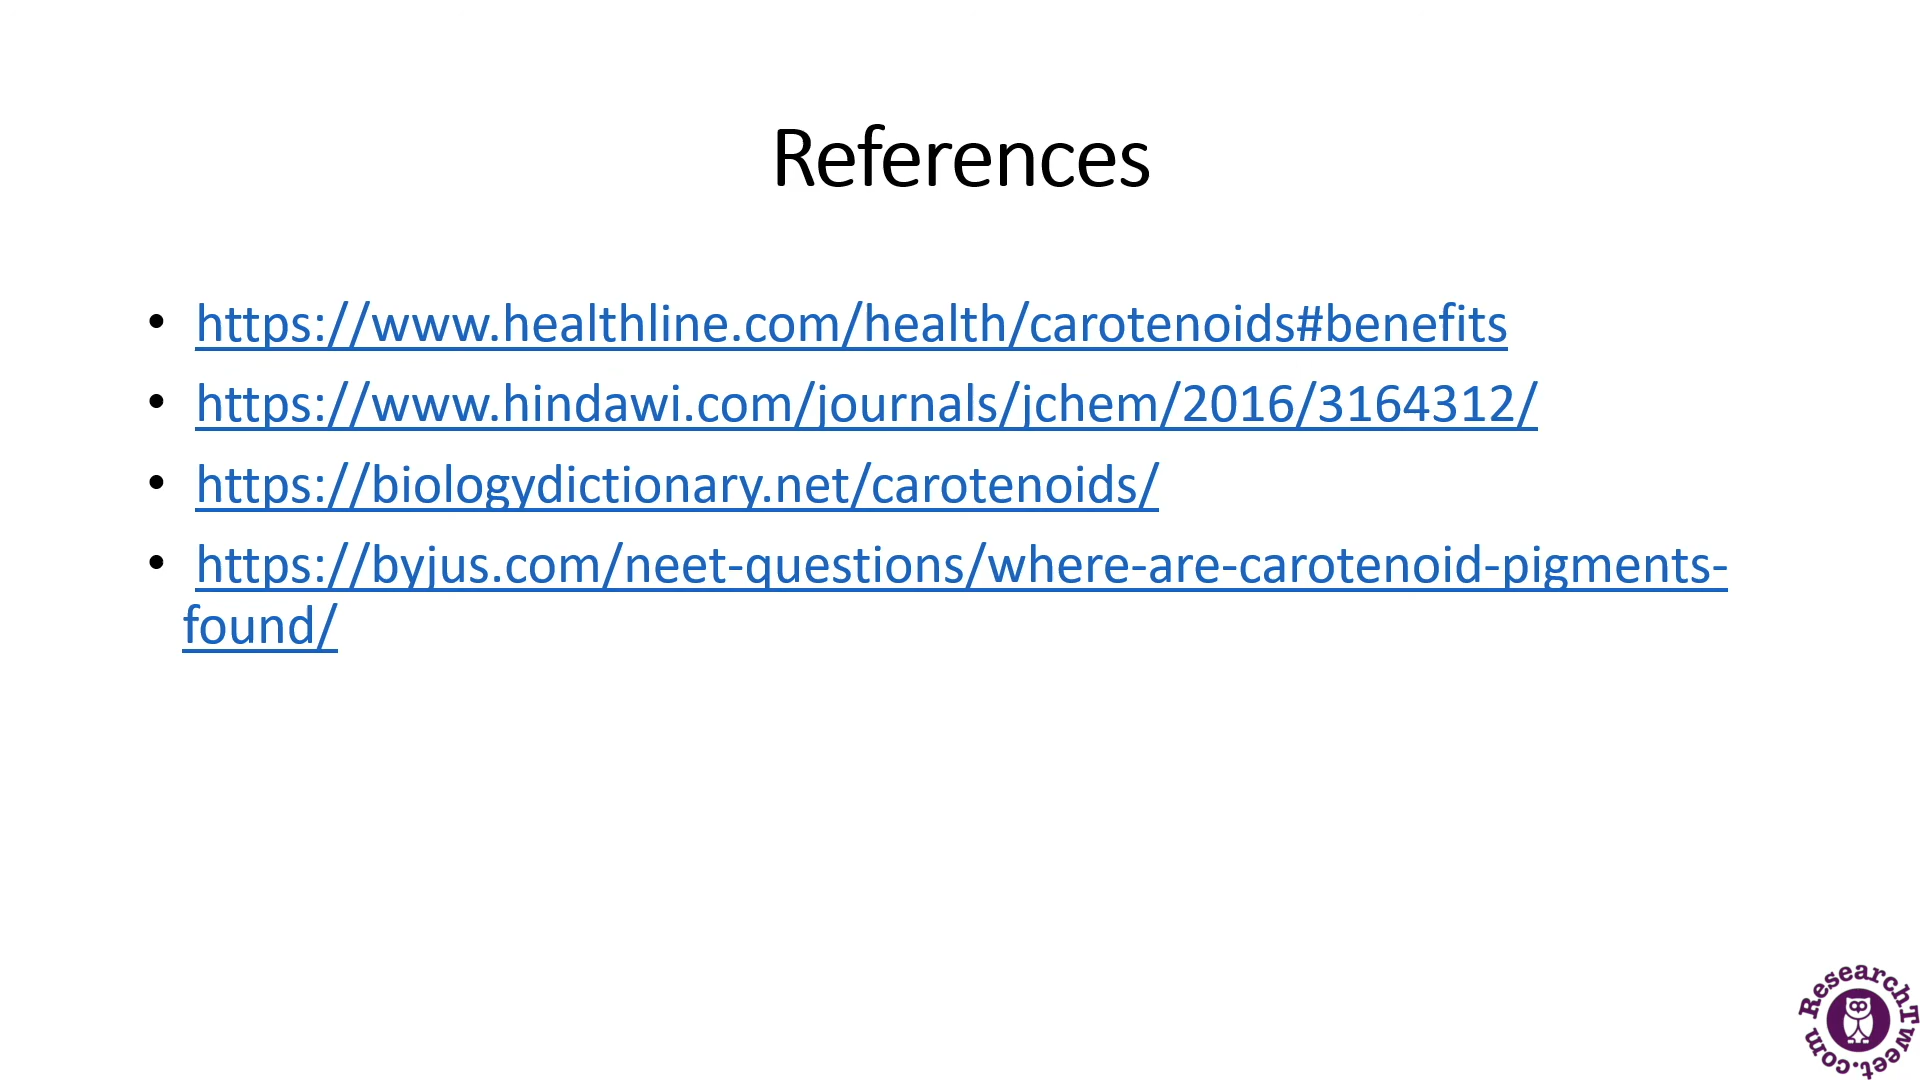 References
• https://www.healthline.com/health/carotenoids#benefits
• https://www.hindawi.com/journals/jchem/2016/3164312/
• https://biologydictionary.net/carotenoids/
• https://byjus.com/neet-questions/where-are-carotenoid-pigments-
found/
ResearchTweet.com